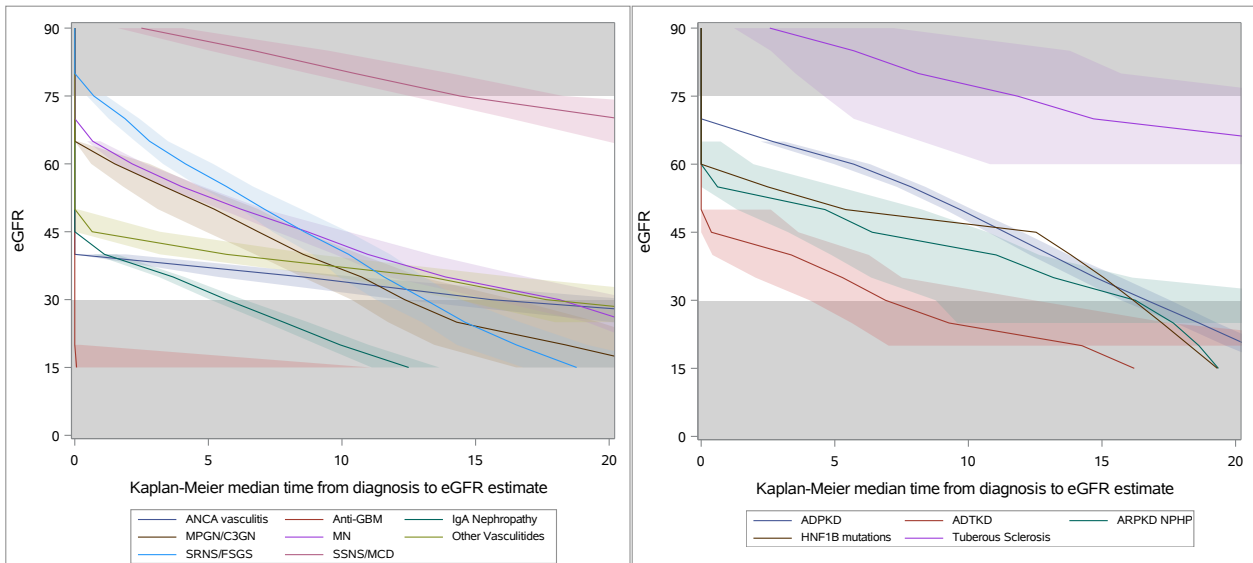 90
75
60
45
30
15
0
eGFR
0 5 10 15 20
Kaplan-Meier median time from diagnosis to eGFR estimate
ANCA vasculitis Anti-GBM IgA Nephropathy
MPGN/C3GN MN Other Vasculitides
SRNS/FSGS SSNS/MCD
90
75
60
45
30
15
0
eGFR
0 5 10 15 20
Kaplan-Meier median time from diagnosis to eGFR estimate
ADPKD ADTKD ARPKD NPHP
HNF1B mutations Tuberous Sclerosis